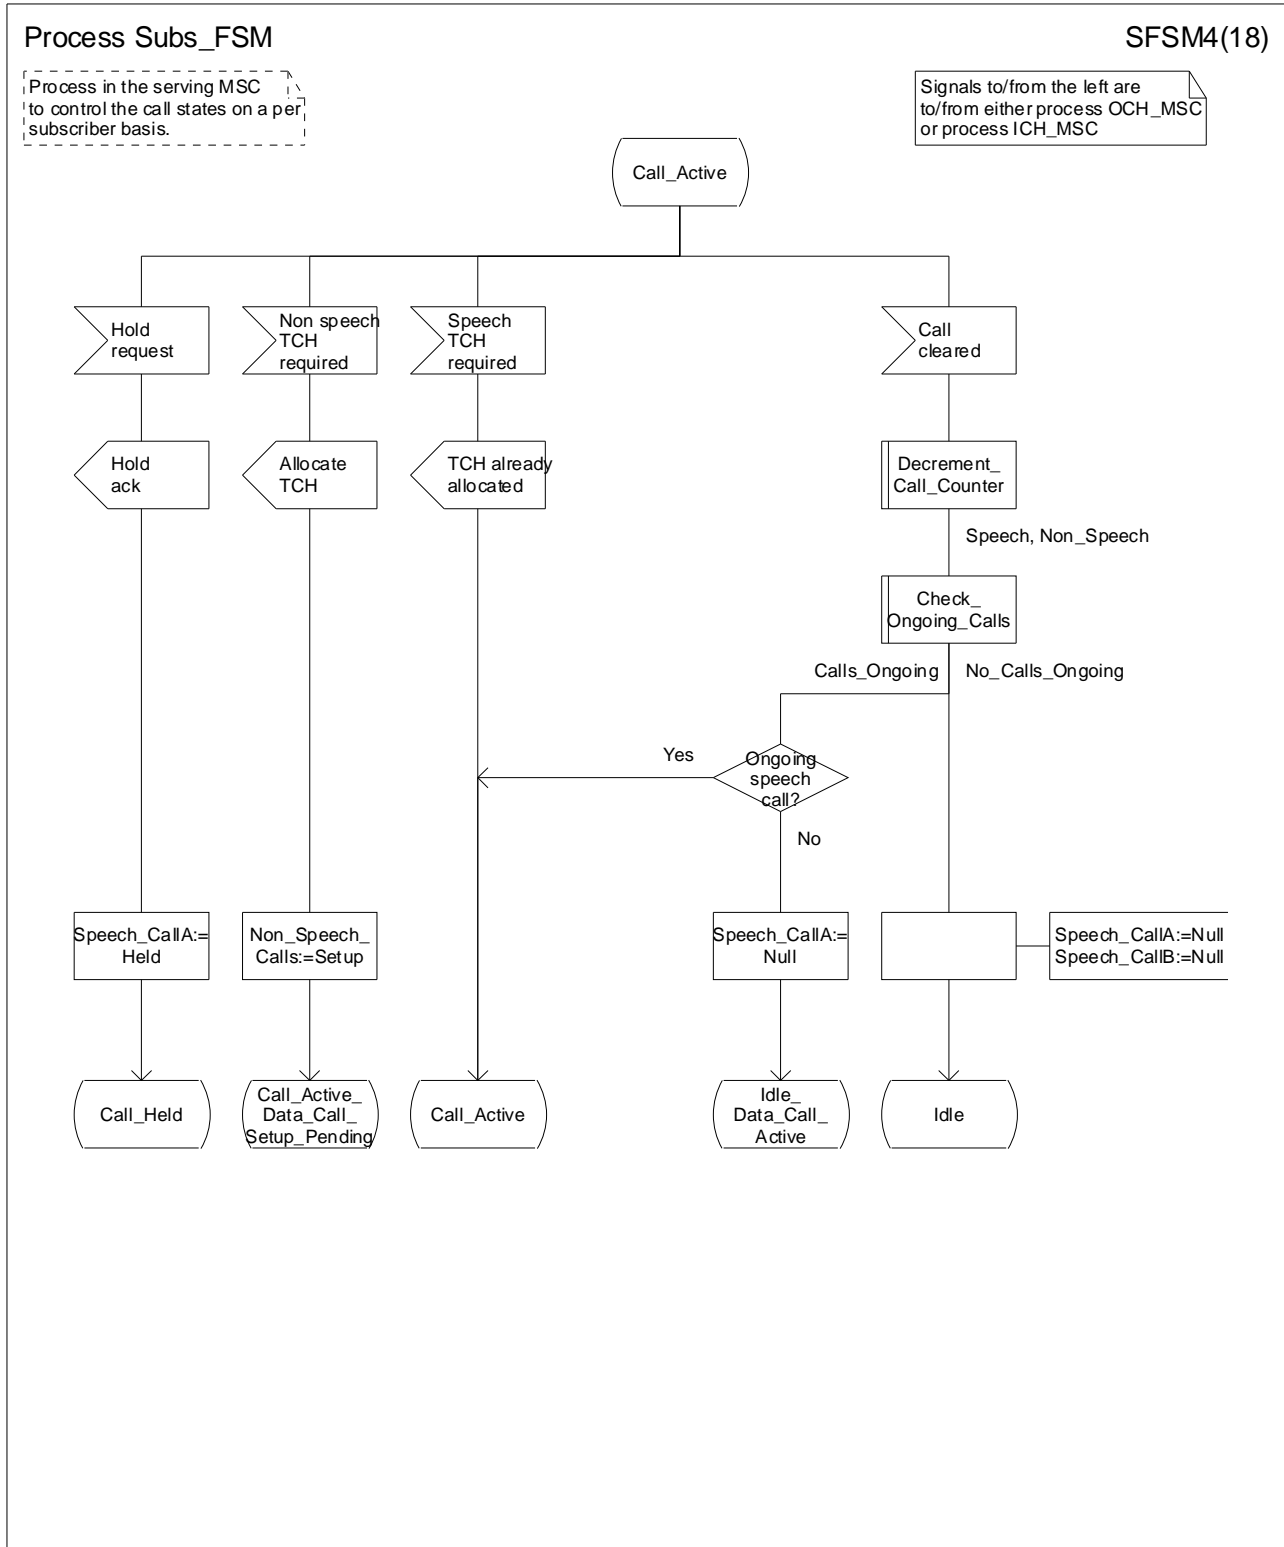 Process Subs_FSM
SFSM4(18)
Process in the serving MSC
to control the call states on a per
subscriber basis.
Signals to/from the left are
to/from either process OCH_MSC
or process ICH_MSC
Call_Active
Hold
request
Non speech
TCH
required
Speech
TCH
required
Call
cleared
Hold
ack
Allocate
TCH
TCH already
allocated
Decrement_
Call_Counter
Speech, Non_Speech
Check_
Ongoing_Calls
Calls_Ongoing
No_Calls_Ongoing
Yes
Ongoing
speech
call?
No
Speech_CallA:=
Held
Non_Speech_
Calls:=Setup
Speech_CallA:=
Null
Speech_CallA:=Null
Speech_CallB:=Null
Call_Held
Call_Active_
Data_Call_
Setup_Pending
Call_Active
Idle_
Data_Call_
Active
Idle